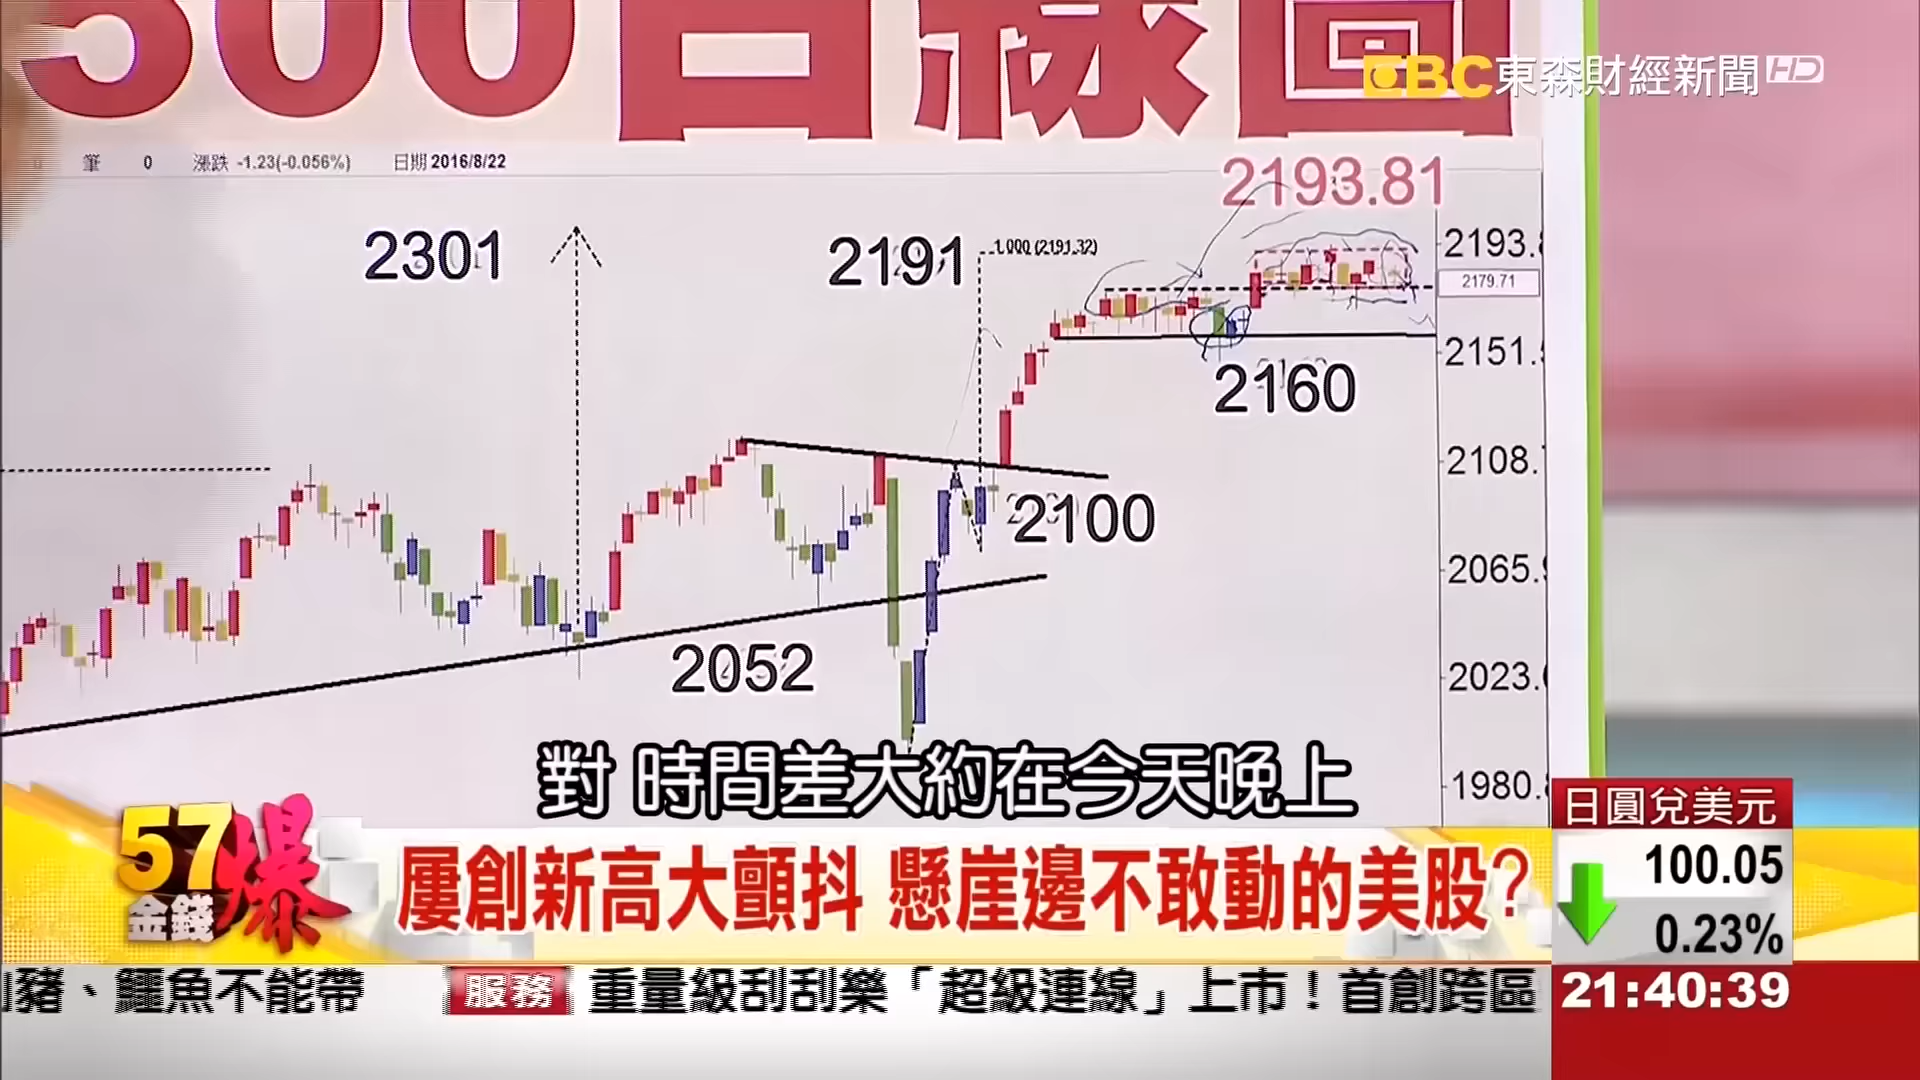 500日線圖
EBC東森財經新聞HD
筆 0 漲跌 -1.23(-0.056%) 日期 2016/8/22
2193.81
2301
2191
1.000 (2191.32)
2193.8
2179.71
2151.5
2160
2108.7
2100
2065.9
2052
2023.6
1980.8
對 時間差大約在今天晚上
57金錢爆
屢創新高大顫抖 懸崖邊不敢動的美股?
日圓兌美元
100.05
0.23%
豬、鱷魚不能帶 服務 重量級刮刮樂「超級連線」上市!首創跨區
21:40:39